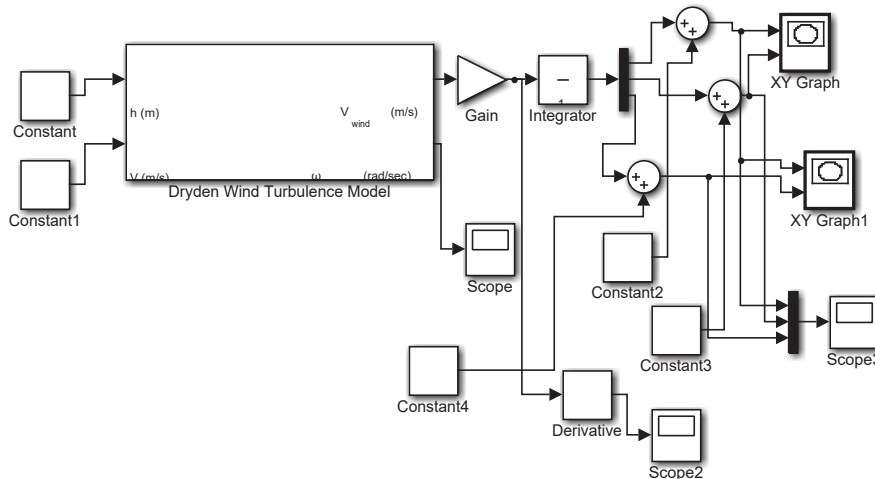 XY Graph
Constant
h (m)
V wind (m/s)
Gain
Integrator
V (m/s)
ω (rad/sec)
Dryden Wind Turbulence Model
Constant1
XY Graph1
Scope
Constant2
Constant3
Scope3
Constant4
Derivative
Scope2